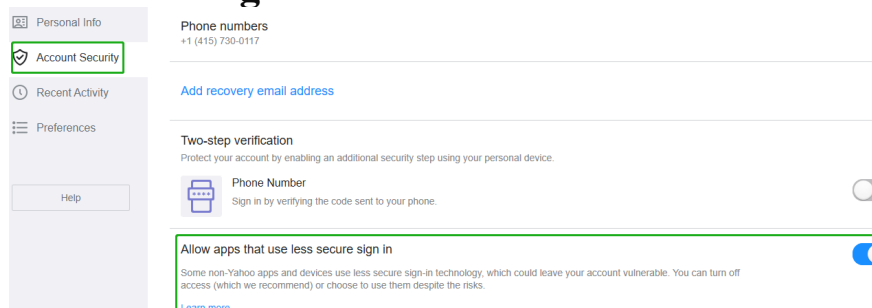 Personal Info
Account Security
Recent Activity
Preferences
Help
Phone numbers
+1 (415) 730-0117
Add recovery email address
Two-step verification
Protect your account by enabling an additional security step using your personal device.
Phone Number
Sign in by verifying the code sent to your phone.
Allow apps that use less secure sign in
Some non-Yahoo apps and devices use less secure sign-in technology, which could leave your account vulnerable. You can turn off
access (which we recommend) or choose to use them despite the risks.
Learn more